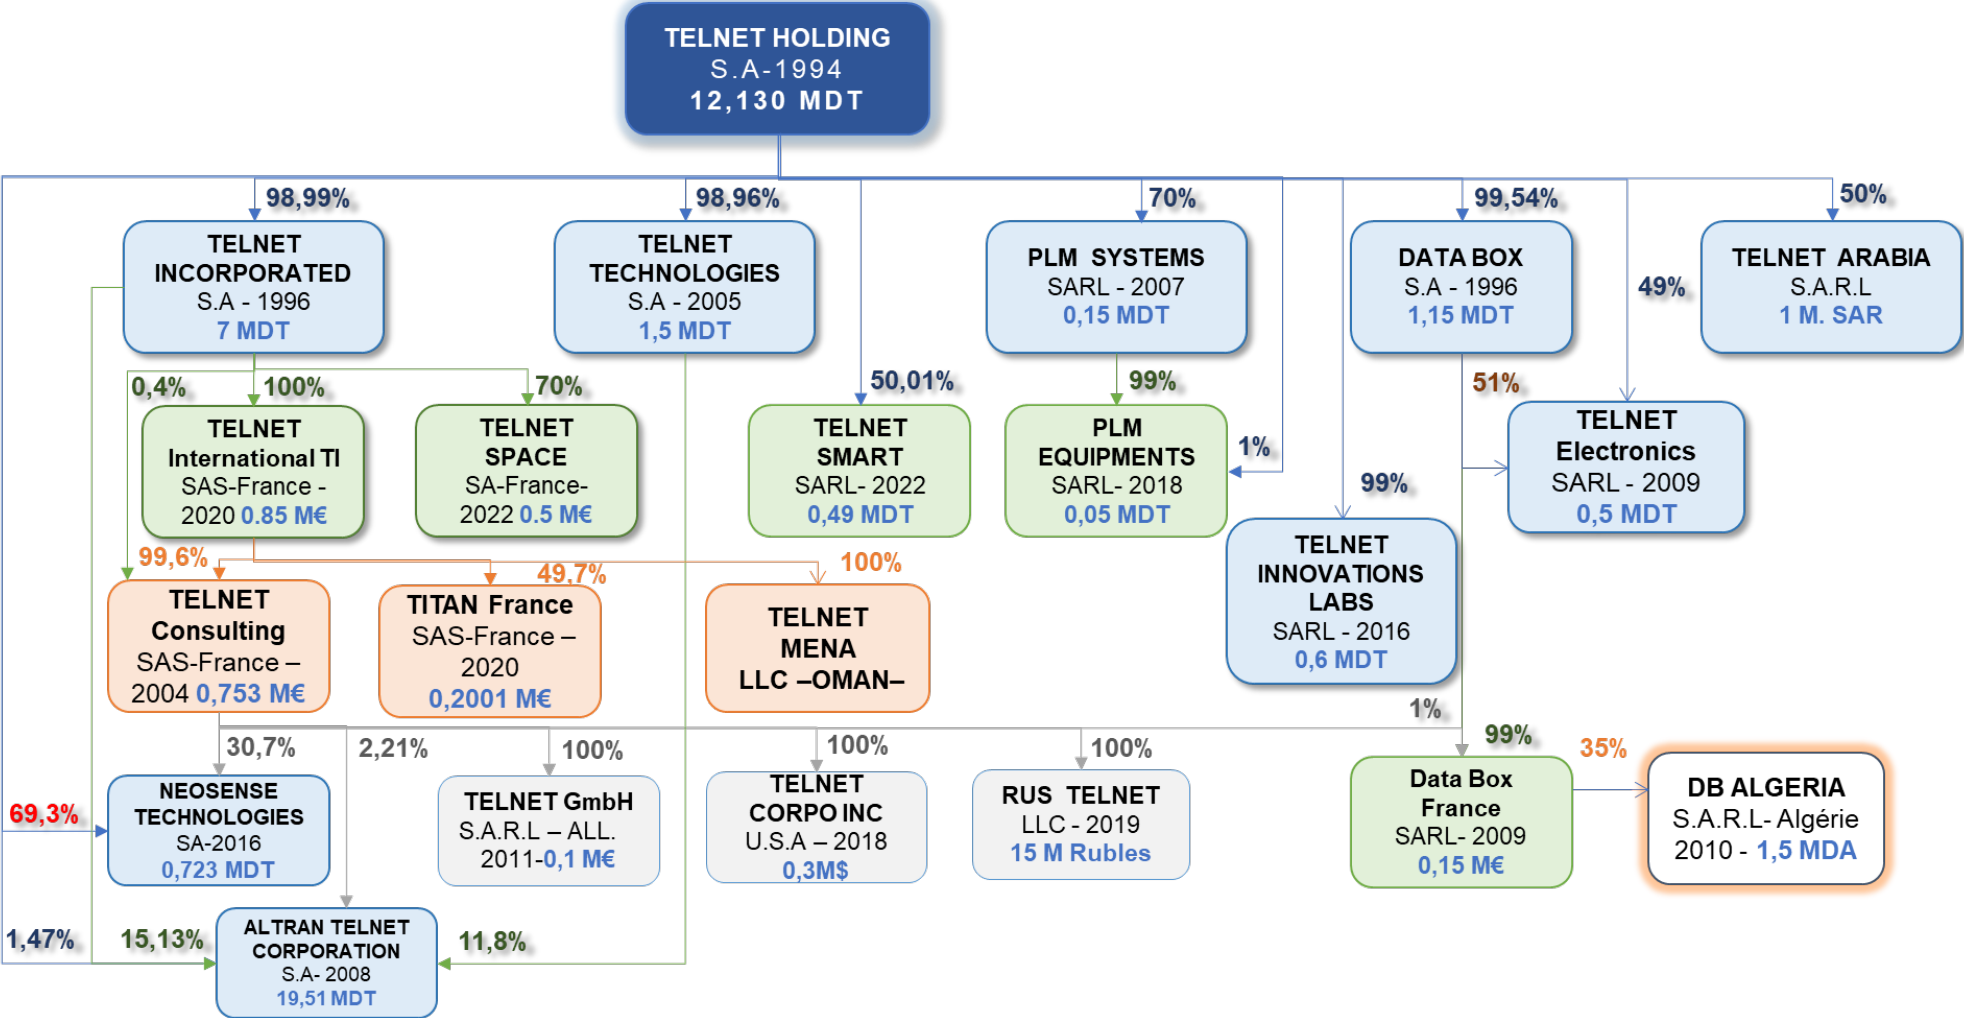 TELNET HOLDING
S.A-1994
12,130 MDT
98,99%
98,96%
70%
99,54%
50%
TELNET
INCORPORATED
S.A - 1996
7 MDT
TELNET
TECHNOLOGIES
S.A - 2005
1,5 MDT
PLM SYSTEMS
SARL - 2007
0,15 MDT
DATA BOX
S.A - 1996
1,15 MDT
49%
TELNET ARABIA
S.A.R.L
1 M. SAR
0,4%
100%
70%
50,01%
99%
51%
TELNET
International TI
SAS-France -
2020 0.85 M€
TELNET
SPACE
SA-France-
2022 0.5 M€
TELNET
SMART
SARL- 2022
0,49 MDT
PLM
EQUIPMENTS
SARL- 2018
0,05 MDT
1%
99%
TELNET
Electronics
SARL - 2009
0,5 MDT
TELNET
INNOVATIONS
LABS
SARL - 2016
0,6 MDT
99,6%
49,7%
100%
TELNET
Consulting
SAS-France –
2004 0,753 M€
TITAN France
SAS-France –
2020
0,2001 M€
TELNET
MENA
LLC –OMAN–
30,7%
2,21%
100%
100%
100%
1%
99%
35%
69,3%
NEOSENSE
TECHNOLOGIES
SA-2016
0,723 MDT
TELNET GmbH
S.A.R.L – ALL.
2011-0,1 M€
TELNET
CORPO INC
U.S.A – 2018
0,3M$
RUS TELNET
LLC - 2019
15 M Rubles
Data Box
France
SARL- 2009
0,15 M€
DB ALGERIA
S.A.R.L- Algérie
2010 - 1,5 MDA
1,47%
15,13%
11,8%
ALTRAN TELNET
CORPORATION
S.A- 2008
19,51 MDT